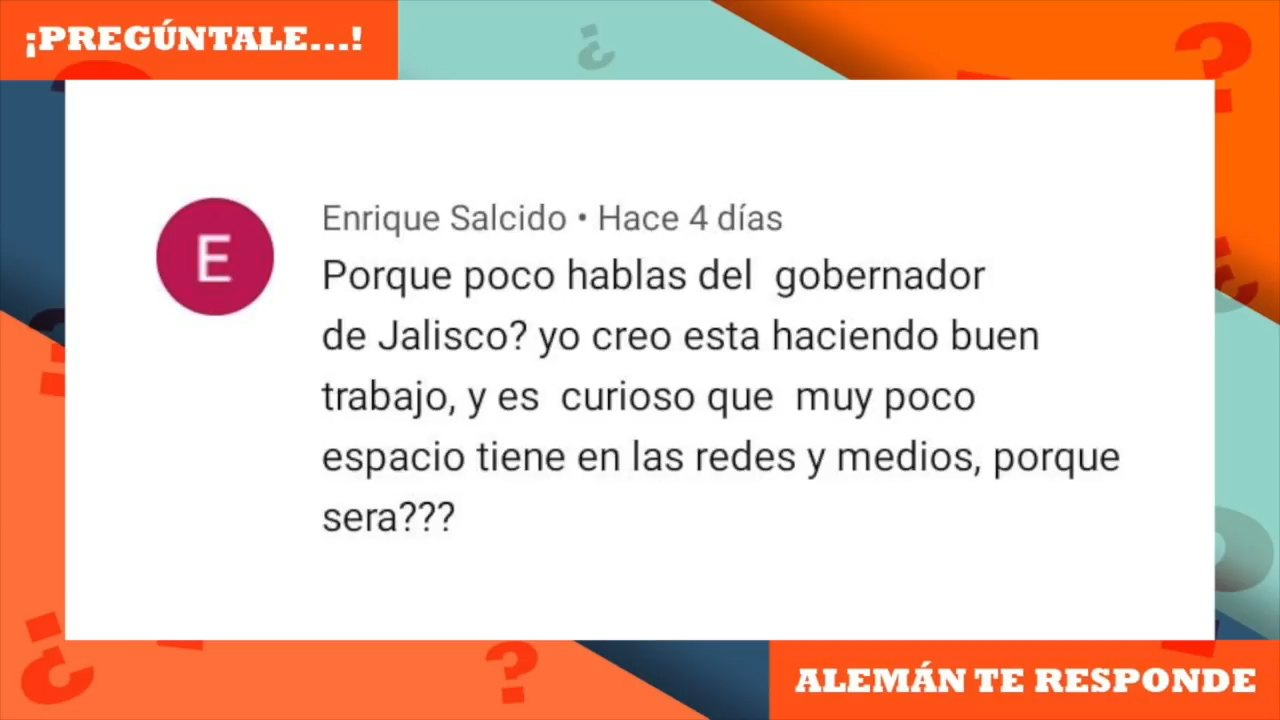 ¡PREGÚNTALE...!
Enrique Salcido • Hace 4 días
E
Porque poco hablas del  gobernador
de Jalisco? yo creo esta haciendo buen
trabajo, y es  curioso que  muy poco
espacio tiene en las redes y medios, porque
sera???
ALEMÁN TE RESPONDE